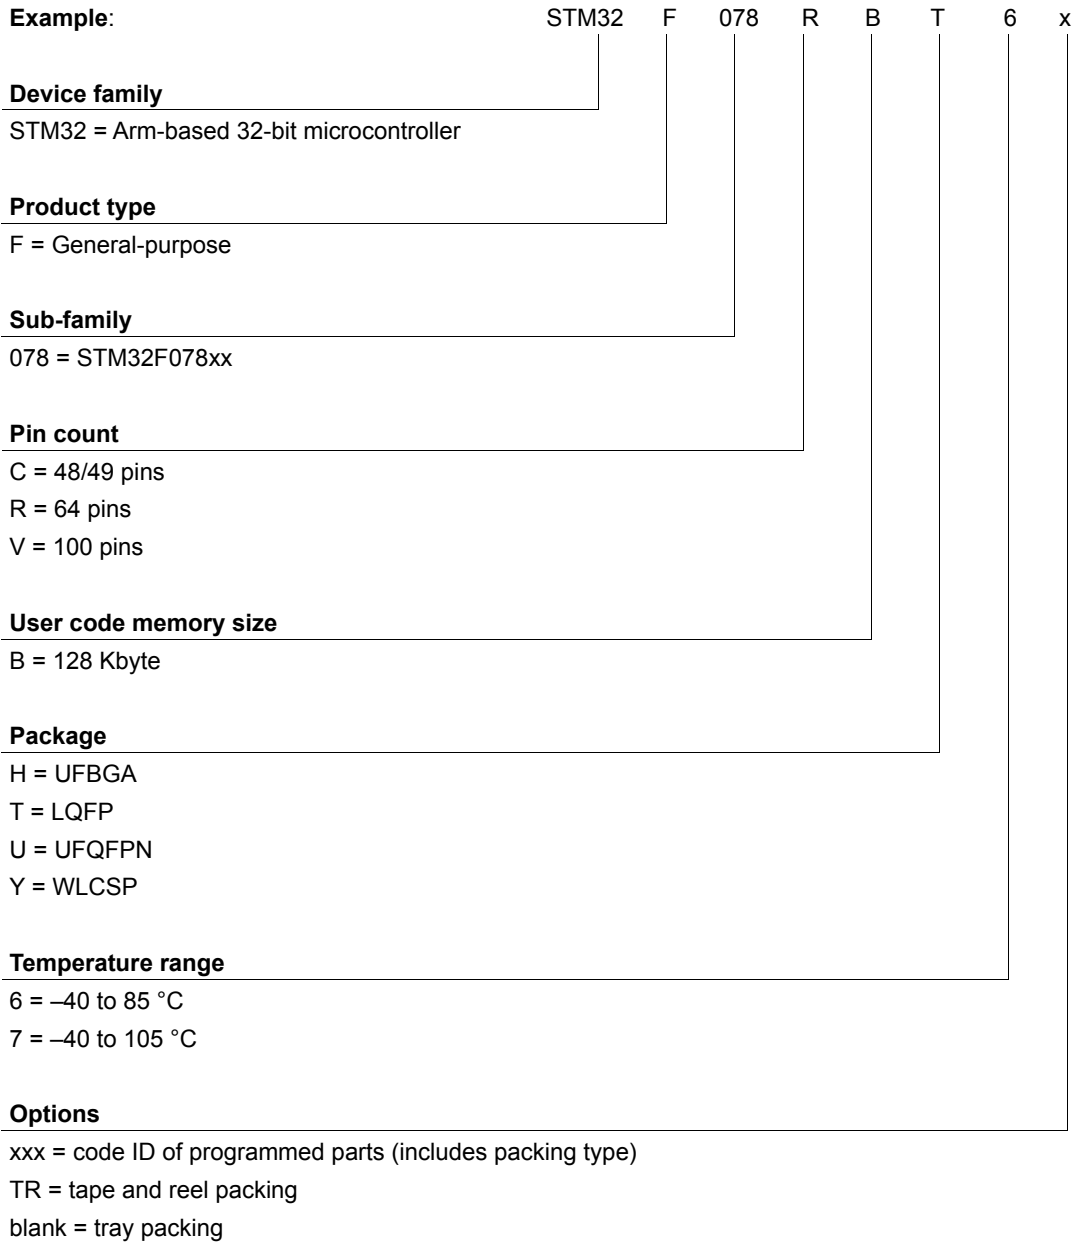 Example: STM32 F 078 R B T 6 x
Device family
STM32 = Arm-based 32-bit microcontroller
Product type
F = General-purpose
Sub-family
078 = STM32F078xx
Pin count
C = 48/49 pins
R = 64 pins
V = 100 pins
User code memory size
B = 128 Kbyte
Package
H = UFBGA
T = LQFP
U = UFQFPN
Y = WLCSP
Temperature range
6 = –40 to 85 °C
7 = –40 to 105 °C
Options
xxx = code ID of programmed parts (includes packing type)
TR = tape and reel packing
blank = tray packing